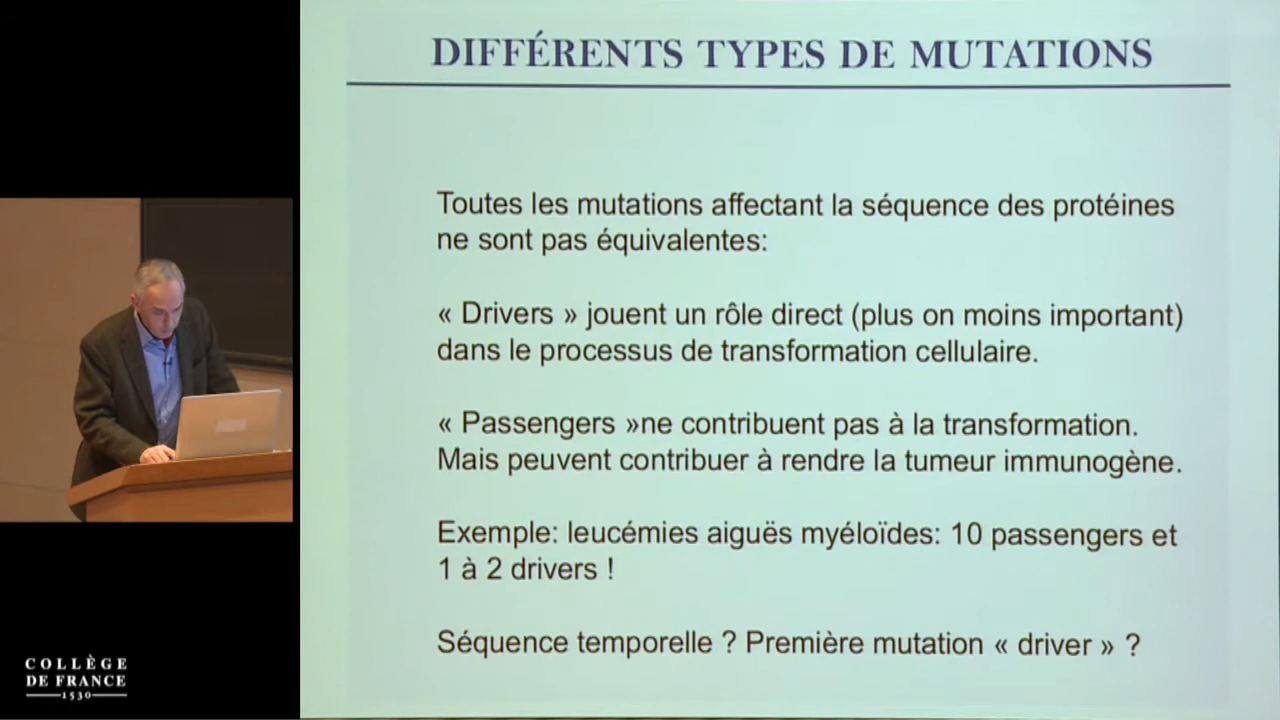 DIFFÉRENTS TYPES DE MUTATIONS
Toutes les mutations affectant la séquence des protéines
ne sont pas équivalentes:
« Drivers » jouent un rôle direct (plus on moins important)
dans le processus de transformation cellulaire.
« Passengers »ne contribuent pas à la transformation.
Mais peuvent contribuer à rendre la tumeur immunogène.
Exemple: leucémies aiguës myéloïdes: 10 passengers et
1 à 2 drivers !
Séquence temporelle ? Première mutation « driver » ?
COLLÈGE
DE FRANCE
1530